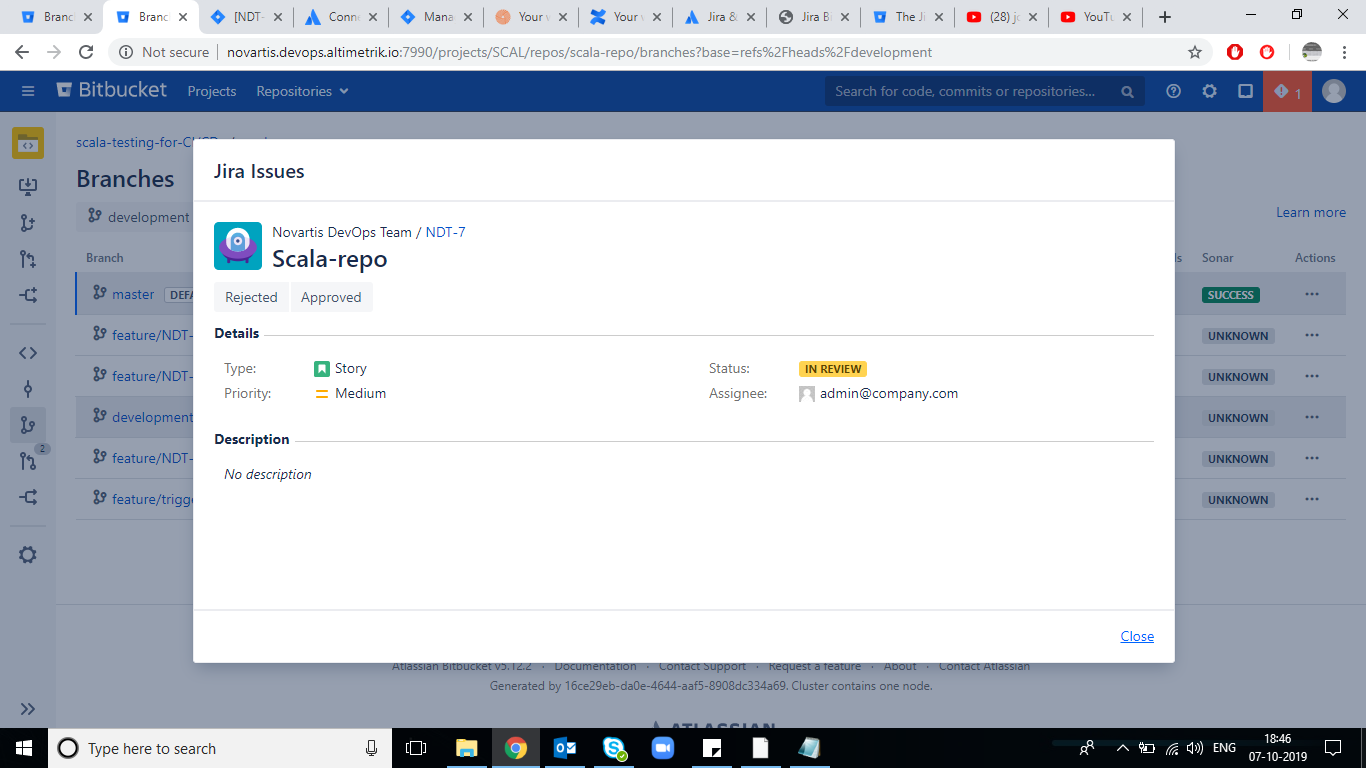 Branc
Branc
[NDT-
Conne
Mana
Your v
Your v
Jira &
Jira Bi
The Ji
(28) jo
YouTu
Not secure
novartis.devops.altimetrik.io:7990/projects/SCAL/repos/scala-repo/branches?base=refs%2Fheads%2Fdevelopment
Bitbucket Projects Repositories
Search for code, commits or repositories...
1
scala-testing-for-CI/CD
Branches
development
Learn more
Branch
Sonar Actions
master DEFA SUCCESS
feature/NDT- UNKNOWN
feature/NDT- UNKNOWN
development UNKNOWN
feature/NDT- UNKNOWN
feature/trigge UNKNOWN
2
Jira Issues
Novartis DevOps Team / NDT-7
Scala-repo
Rejected Approved
Details
Type: Story Status: IN REVIEW
Priority: Medium Assignee: admin@company.com
Description
No description
Close
Atlassian Bitbucket v5.12.2 · Documentation · Contact Support · Request a feature · About · Contact Atlassian
Generated by 16ce29eb-da0e-4644-aaf5-8908dc334a69. Cluster contains one node.
ATLASSIAN
Type here to search
ENG
18:46
07-10-2019